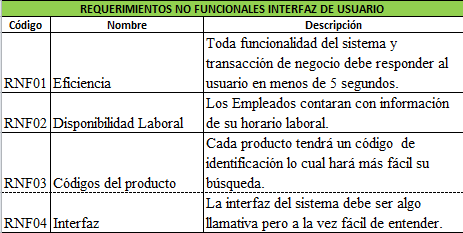 REQUERIMIENTOS NO FUNCIONALES INTERFAZ DE USUARIO
Código Nombre Descripción
Toda funcionalidad del sistema y
transacción de negocio debe responder al
RNF01 Eficiencia usuario en menos de 5 segundos.
Los Empleados contaran con información
RNF02 Disponibilidad Laboral de su horario laboral.
Cada producto tendrá un código de
identificación lo cual hará más fácil su
RNF03 Códigos del producto búsqueda.
La interfaz del sistema debe ser algo
RNF04 Interfaz llamativa pero a la vez fácil de entender.